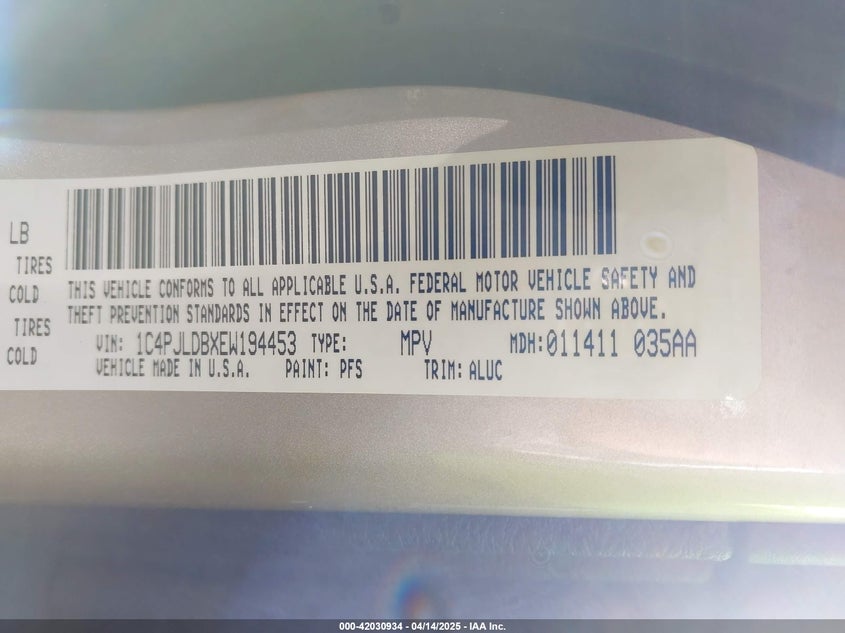 LB
TIRES
COLD
THIS VEHICLE CONFORMS TO ALL APPLICABLE U.S.A. FEDERAL MOTOR VEHICLE SAFETY AND
THEFT PREVENTION STANDARDS IN EFFECT ON THE DATE OF MANUFACTURE SHOWN ABOVE.
TIRES
COLD
VIN: 1C4PJLDBXEW194453 TYPE: MPV MDH:011411 035AA
VEHICLE MADE IN U.S.A. PAINT: PFS TRIM: ALUC
000-42030934 - 04/14/2025 - IAA Inc.